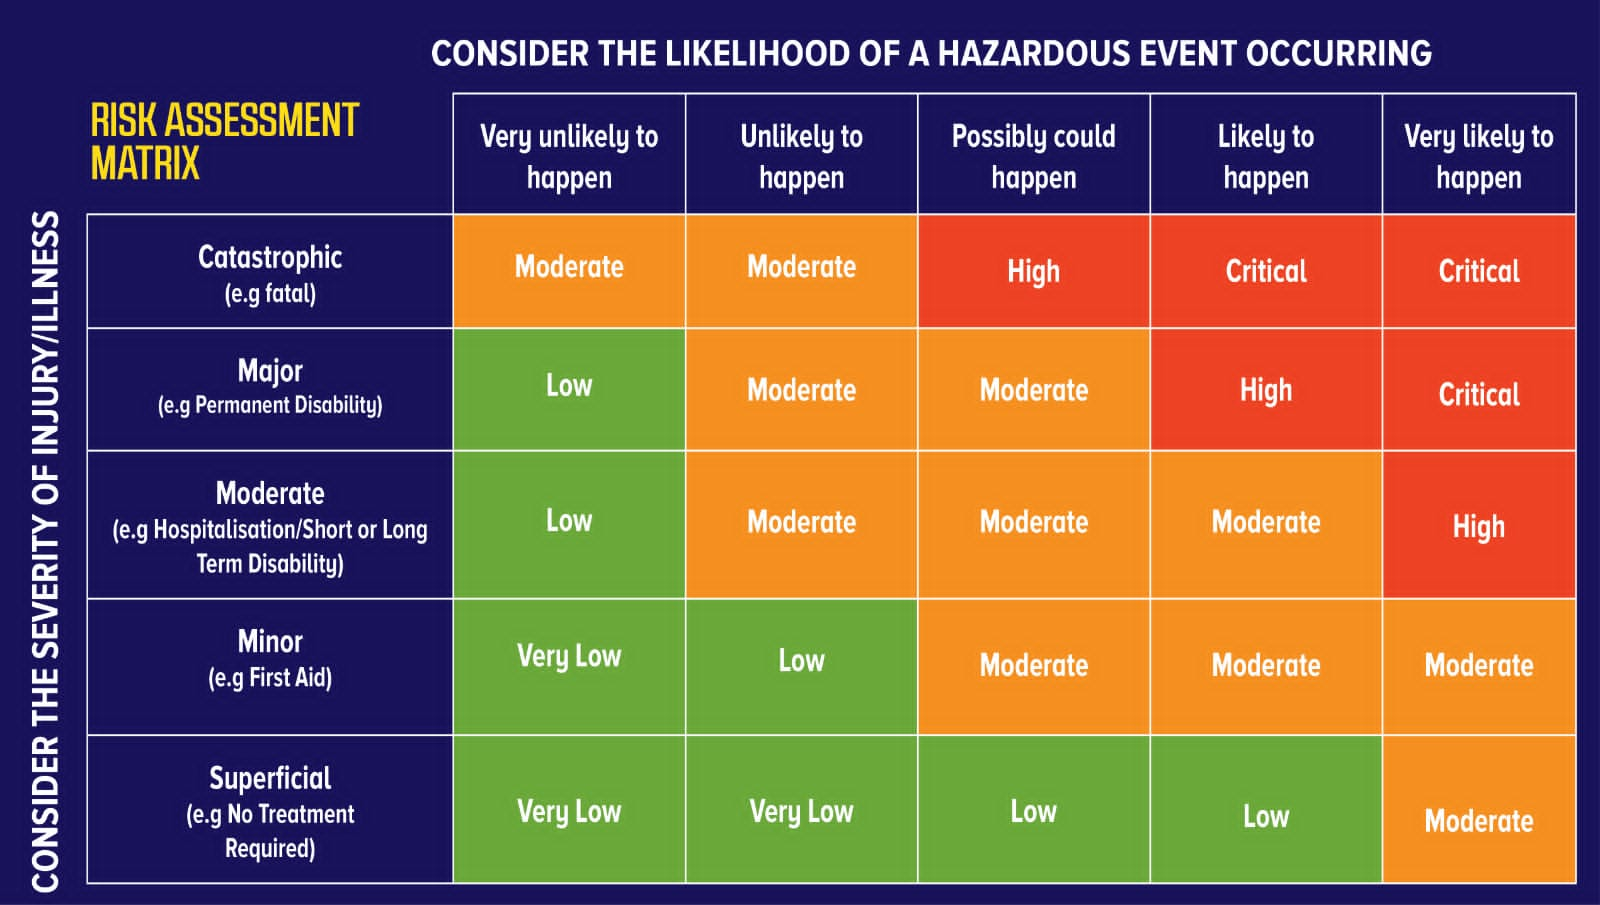 CONSIDER THE LIKELIHOOD OF A HAZARDOUS EVENT OCCURRING
RISK ASSESSMENT
MATRIX
Very unlikely to
happen
Unlikely to
happen
Possibly could
happen
Likely to
happen
Very likely to
happen
CONSIDER THE SEVERITY OF INJURY/ILLNESS
Catastrophic
(e.g fatal)
Moderate
Moderate
High
Critical
Critical
Major
(e.g Permanent Disability)
Low
Moderate
Moderate
High
Critical
Moderate
(e.g Hospitalisation/Short or Long
Term Disability)
Low
Moderate
Moderate
Moderate
High
Minor
(e.g First Aid)
Very Low
Low
Moderate
Moderate
Moderate
Superficial
(e.g No Treatment
Required)
Very Low
Very Low
Low
Low
Moderate